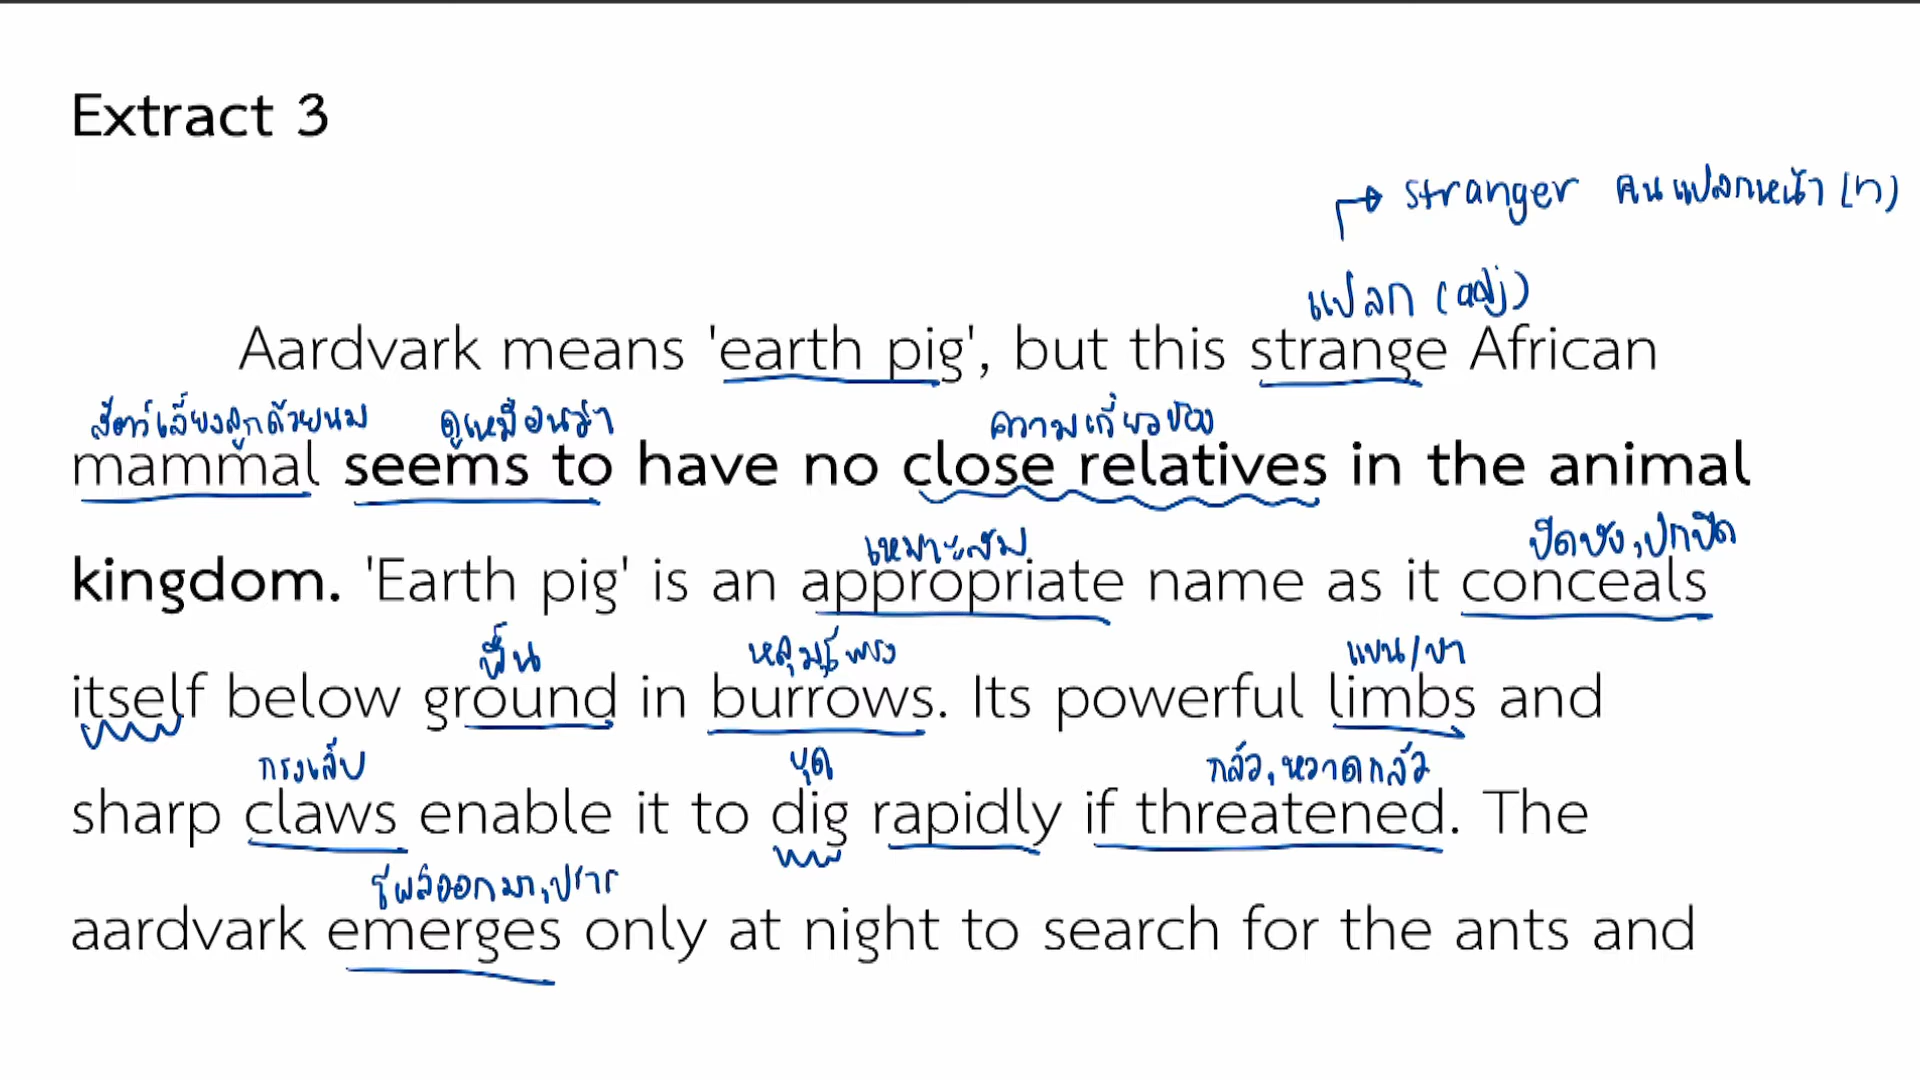 Extract 3
stranger คนแปลกหน้า (n)
แปลก (adj)
Aardvark means 'earth pig', but this strange African
สัตว์เลี้ยงลูกด้วยนม ดูเหมือนว่า ความเกี่ยวข้อง
mammal seems to have no close relatives in the animal
เหมาะสม ปิดบัง, ปกปิด
kingdom. 'Earth pig' is an appropriate name as it conceals
พื้น หลุม, โพรง แขน/ขา
itself below ground in burrows. Its powerful limbs and
กรงเล็บ ขุด กลัว, หวาดกลัว
sharp claws enable it to dig rapidly if threatened. The
โผล่ออกมา, ปราก
aardvark emerges only at night to search for the ants and